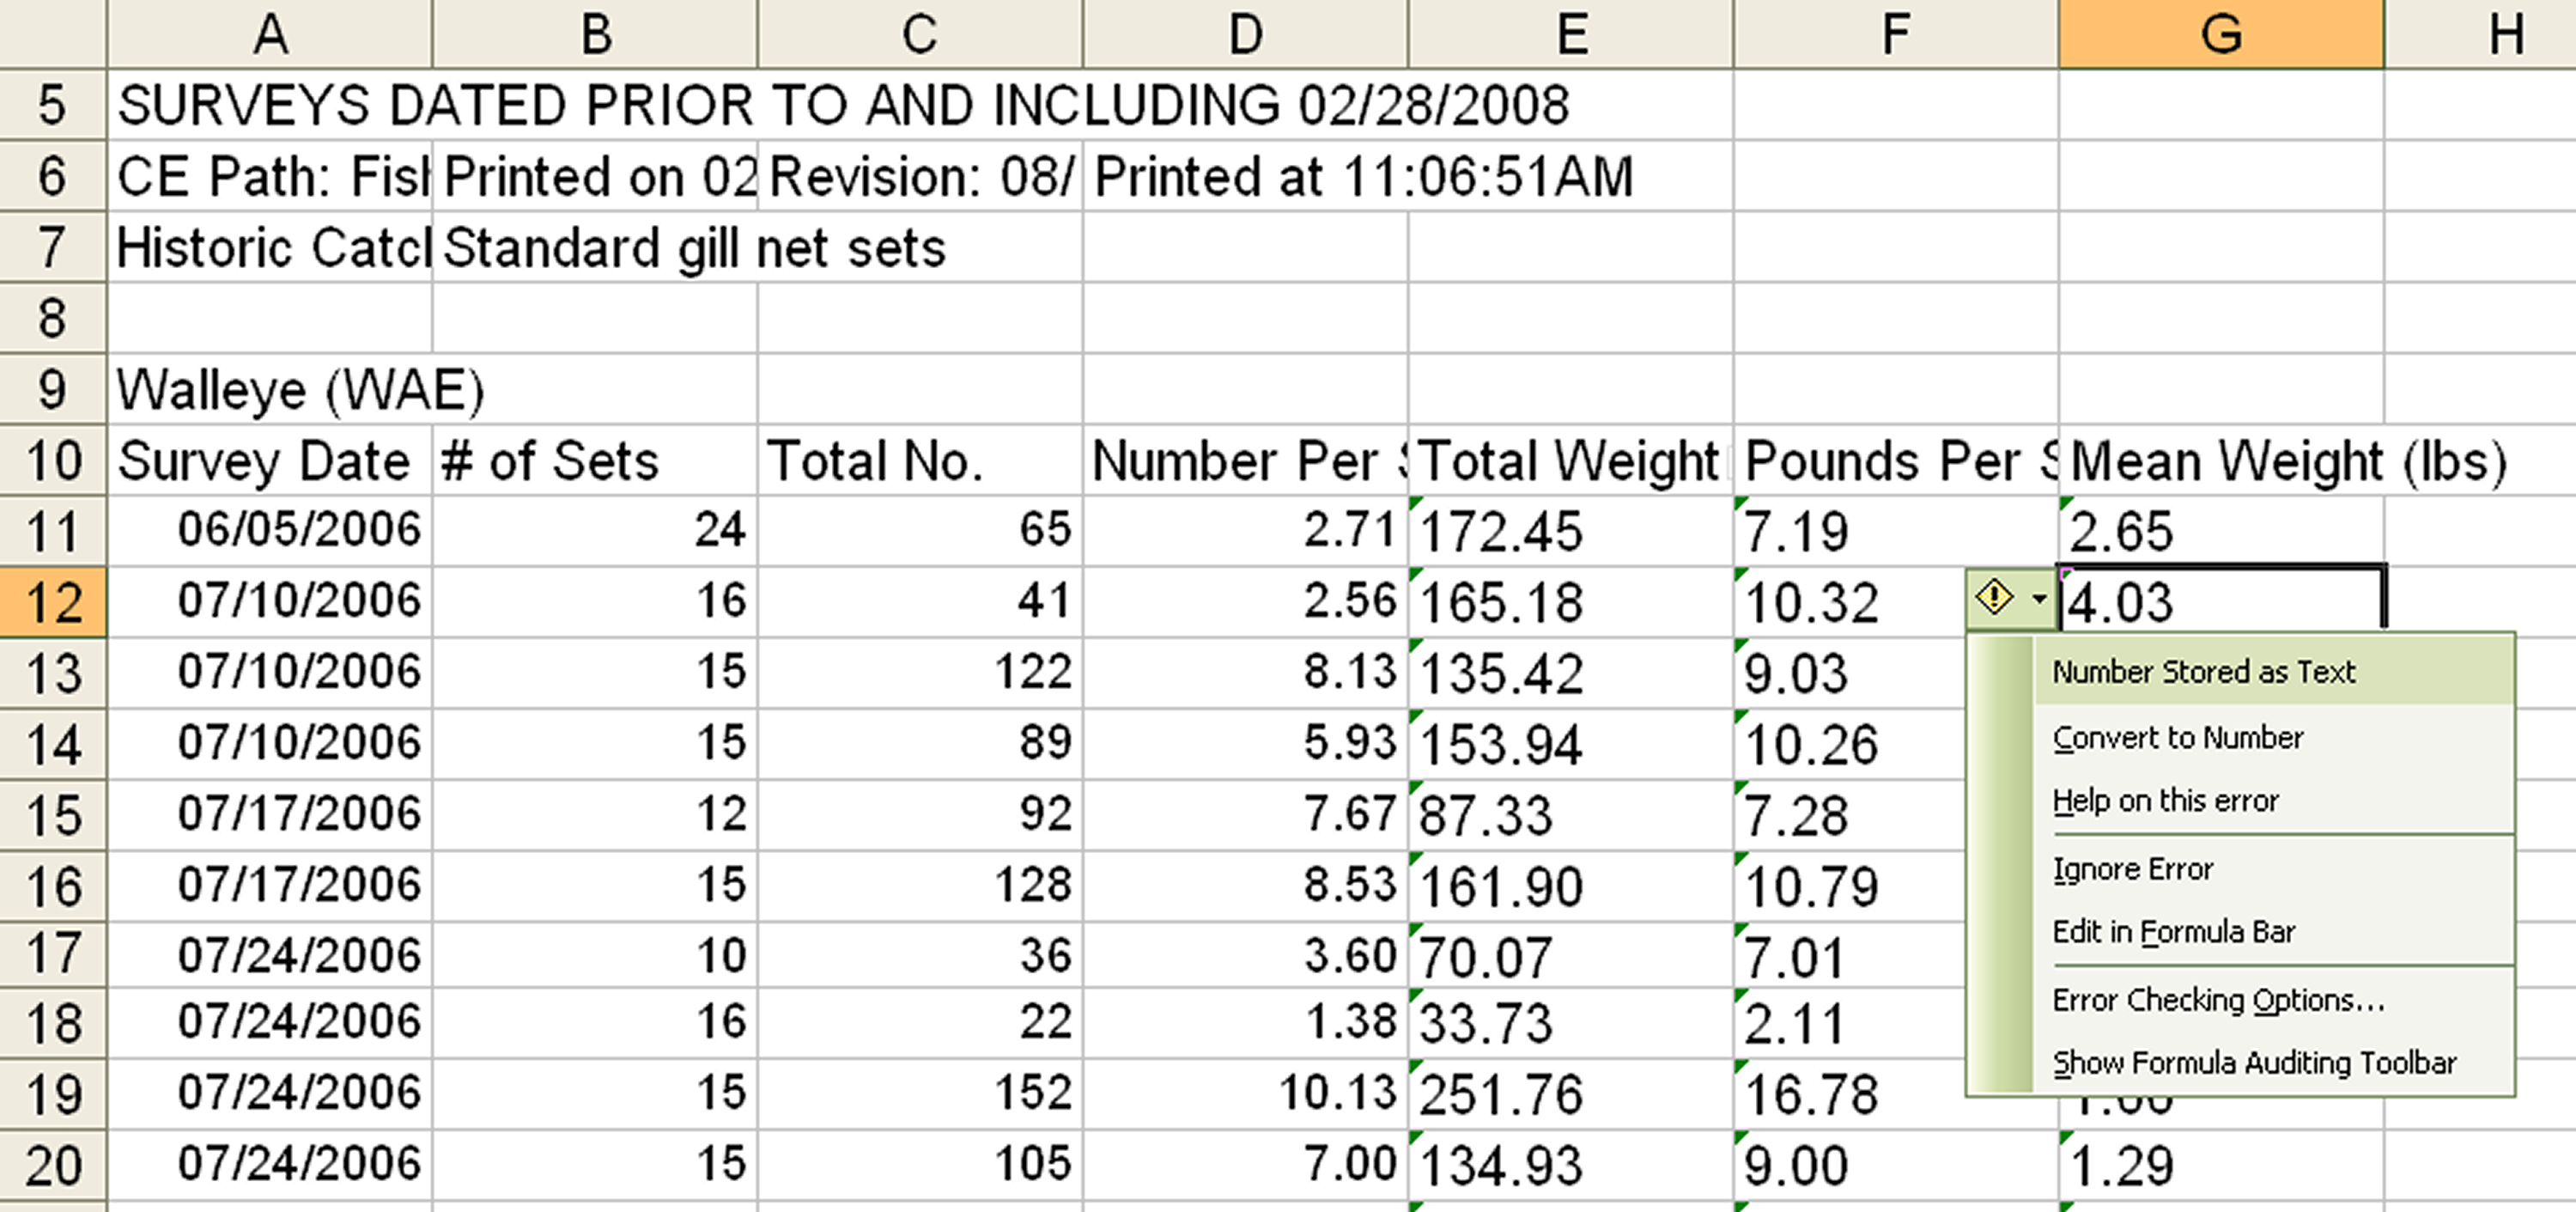 A B C D E F G H
5 SURVEYS DATED PRIOR TO AND INCLUDING 02/28/2008
6 CE Path: Printed on 02 Revision: 08/ Printed at 11:06:51AM
7 Historic Standard gill net sets
8
9 Walleye (WAE)
10 Survey Date # of Sets Total No. Number Per Total Weight Pounds Per Mean Weight (lbs)
11 06/05/2006 24 65 2.71 172.45 7.19 2.65
12 07/10/2006 16 41 2.56 165.18 10.32 4.03
13 07/10/2006 15 122 8.13 135.42 9.03
Number Stored as Text
14 07/10/2006 15 89 5.93 153.94 10.26
Convert to Number
15 07/17/2006 12 92 7.67 87.33 7.28
Help on this error
16 07/17/2006 15 128 8.53 161.90 10.79
Ignore Error
17 07/24/2006 10 36 3.60 70.07 7.01
Edit in Formula Bar
18 07/24/2006 16 22 1.38 33.73 2.11
Error Checking Options...
19 07/24/2006 15 152 10.13 251.76 16.78
Show Formula Auditing Toolbar
20 07/24/2006 15 105 7.00 134.93 9.00 1.29